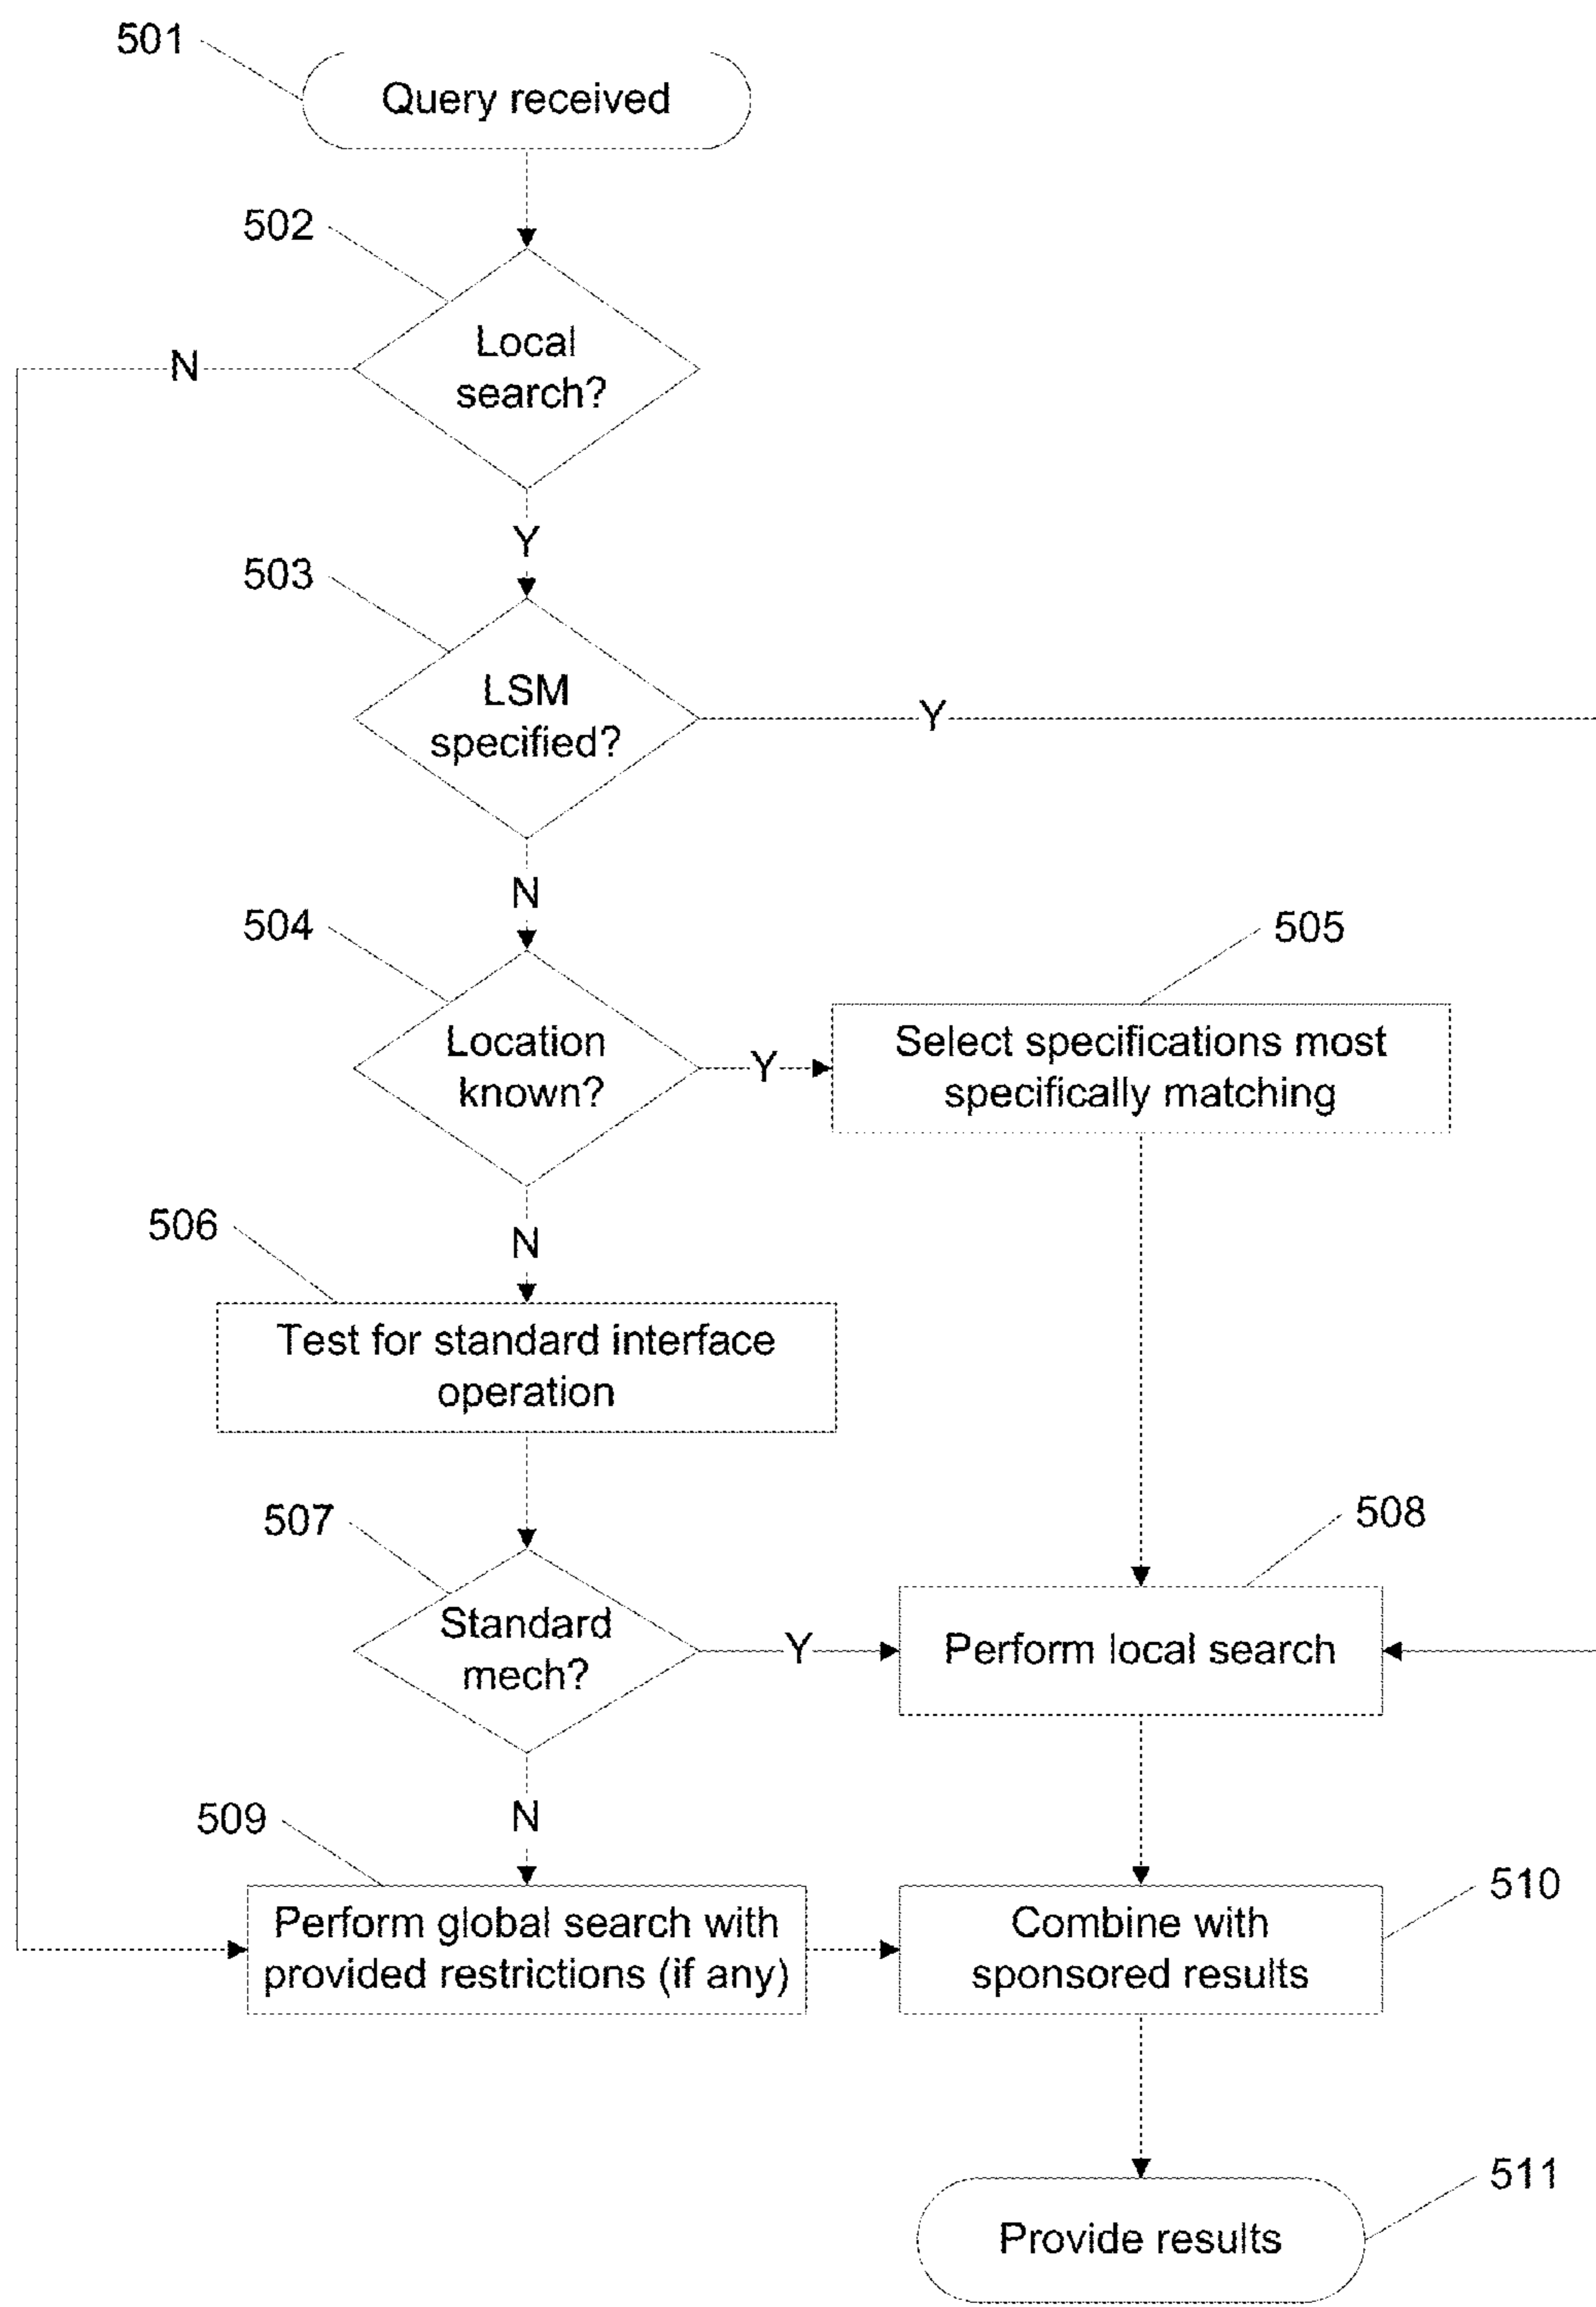 501
Query received
502
Local
search?
N
Y
503
LSM
specified?
Y
N
504
505
Location
known?
Y
Select specifications most
specifically matching
506
N
Test for standard interface
operation
507
508
Standard
mech?
Y
Perform local search
509
N
510
Perform global search with
provided restrictions (if any)
Combine with
sponsored results
511
Provide results